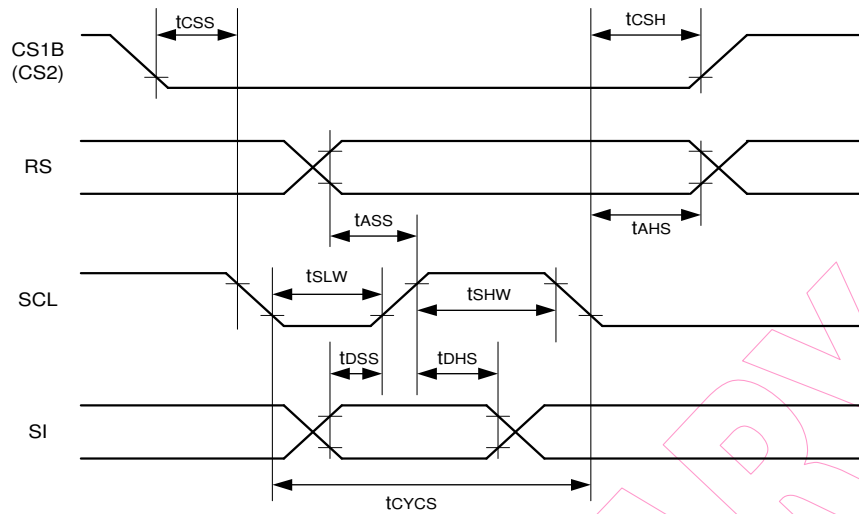 tCSS
tCSH
CS1B
(CS2)
RS
tASS
tAHS
tSLW
SCL
tSHW
tDSS
tDHS
SI
tCYCS